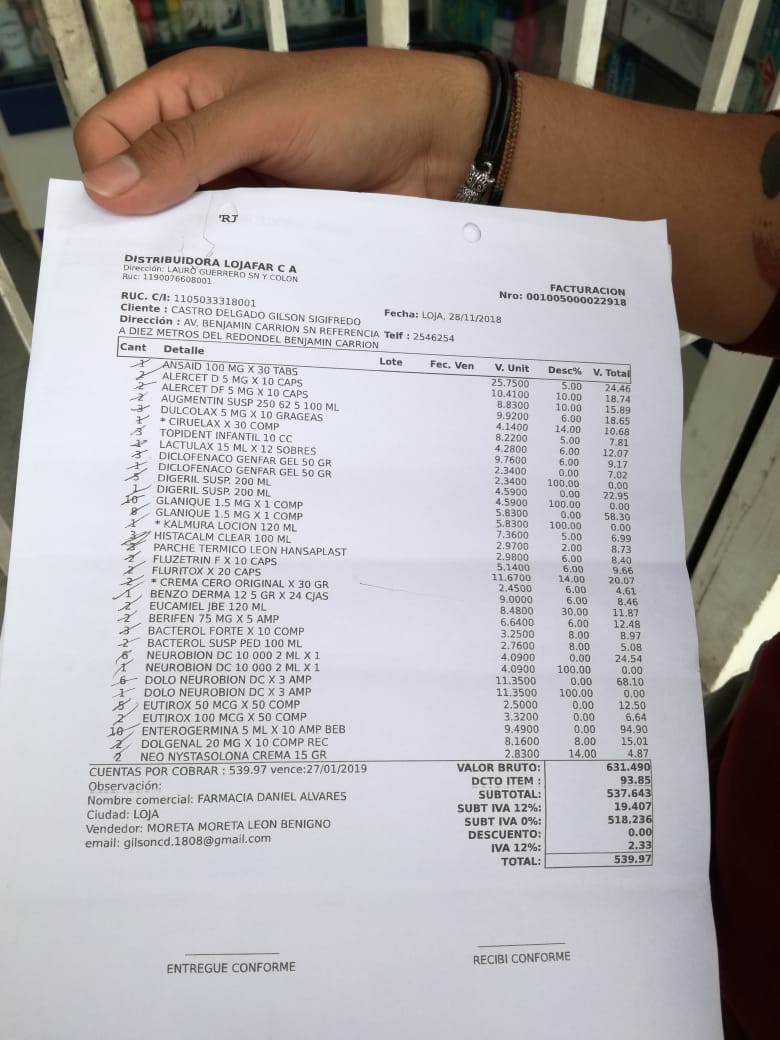 'RJ
DISTRIBUIDORA LOJAFAR C A
Dirección: LAURO GUERRERO SN Y COLON
Ruc: 1190076608001
FACTURACION
Nro: 001005000022918
RUC. C/I: 1105033318001
Cliente : CASTRO DELGADO GILSON SIGIFREDO Fecha: LOJA, 28/11/2018
Dirección : AV. BENJAMIN CARRION SN REFERENCIA Telf : 2546254
A DIEZ METROS DEL REDONDEL BENJAMIN CARRION
Cant Detalle Lote Fec. Ven V. Unit Desc% V. Total
1 ANSAID 100 MG X 30 TABS 25.7500 5.00 24.46
2 ALERCET D 5 MG X 10 CAPS 10.4100 10.00 18.74
2 ALERCET DF 5 MG X 10 CAPS 8.8300 10.00 15.89
2 AUGMENTIN SUSP 250 62 5 100 ML 9.9200 6.00 18.65
3 DULCOLAX 5 MG X 10 GRAGEAS 4.1400 14.00 10.68
1 * CIRUELAX X 30 COMP 8.2200 5.00 7.81
3 TOPIDENT INFANTIL 10 CC 4.2800 6.00 12.07
1 LACTULAX 15 ML X 12 SOBRES 9.7600 6.00 9.17
3 DICLOFENACO GENFAR GEL 50 GR 2.3400 0.00 7.02
1 DICLOFENACO GENFAR GEL 50 GR 2.3400 100.00 0.00
5 DIGERIL SUSP. 200 ML 4.5900 0.00 22.95
1 DIGERIL SUSP. 200 ML 4.5900 100.00 0.00
10 GLANIQUE 1.5 MG X 1 COMP 5.8300 0.00 58.30
8 GLANIQUE 1.5 MG X 1 COMP 5.8300 100.00 0.00
1 * KALMURA LOCION 120 ML 7.3600 5.00 6.99
3 HISTACALM CLEAR 100 ML 2.9700 2.00 8.73
3 PARCHE TERMICO LEON HANSAPLAST 2.9800 6.00 8.40
2 FLUZETRIN F X 10 CAPS 5.1400 6.00 9.66
2 FLURITOX X 20 CAPS 11.6700 14.00 20.07
2 * CREMA CERO ORIGINAL X 30 GR 2.4500 6.00 4.61
1 BENZO DERMA 12 5 GR X 24 CJAS 9.0000 6.00 8.46
2 EUCAMIEL JBE 120 ML 8.4800 30.00 11.87
2 BERIFEN 75 MG X 5 AMP 6.6400 6.00 12.48
3 BACTEROL FORTE X 10 COMP 3.2500 8.00 8.97
2 BACTEROL SUSP PED 100 ML 2.7600 8.00 5.08
6 NEUROBION DC 10 000 2 ML X 1 4.0900 0.00 24.54
1 NEUROBION DC 10 000 2 ML X 1 4.0900 100.00 0.00
6 DOLO NEUROBION DC X 3 AMP 11.3500 0.00 68.10
1 DOLO NEUROBION DC X 3 AMP 11.3500 100.00 0.00
5 EUTIROX 50 MCG X 50 COMP 2.5000 0.00 12.50
2 EUTIROX 100 MCG X 50 COMP 3.3200 0.00 6.64
10 ENTEROGERMINA 5 ML X 10 AMP BEB 9.4900 0.00 94.90
2 DOLGENAL 20 MG X 10 COMP REC 8.1600 8.00 15.01
2 NEO NYSTASOLONA CREMA 15 GR 2.8300 14.00 4.87
CUENTAS POR COBRAR : 539.97 vence:27/01/2019 VALOR BRUTO: 631.490
Observación: DCTO ITEM : 93.85
Nombre comercial: FARMACIA DANIEL ALVARES SUBTOTAL: 537.643
Ciudad: LOJA SUBT IVA 12%: 19.407
Vendedor: MORETA MORETA LEON BENIGNO SUBT IVA 0%: 518.236
email: gilsoncd.1808@gmail.com DESCUENTO: 0.00
IVA 12%: 2.33
TOTAL: 539.97
ENTREGUE CONFORME RECIBI CONFORME